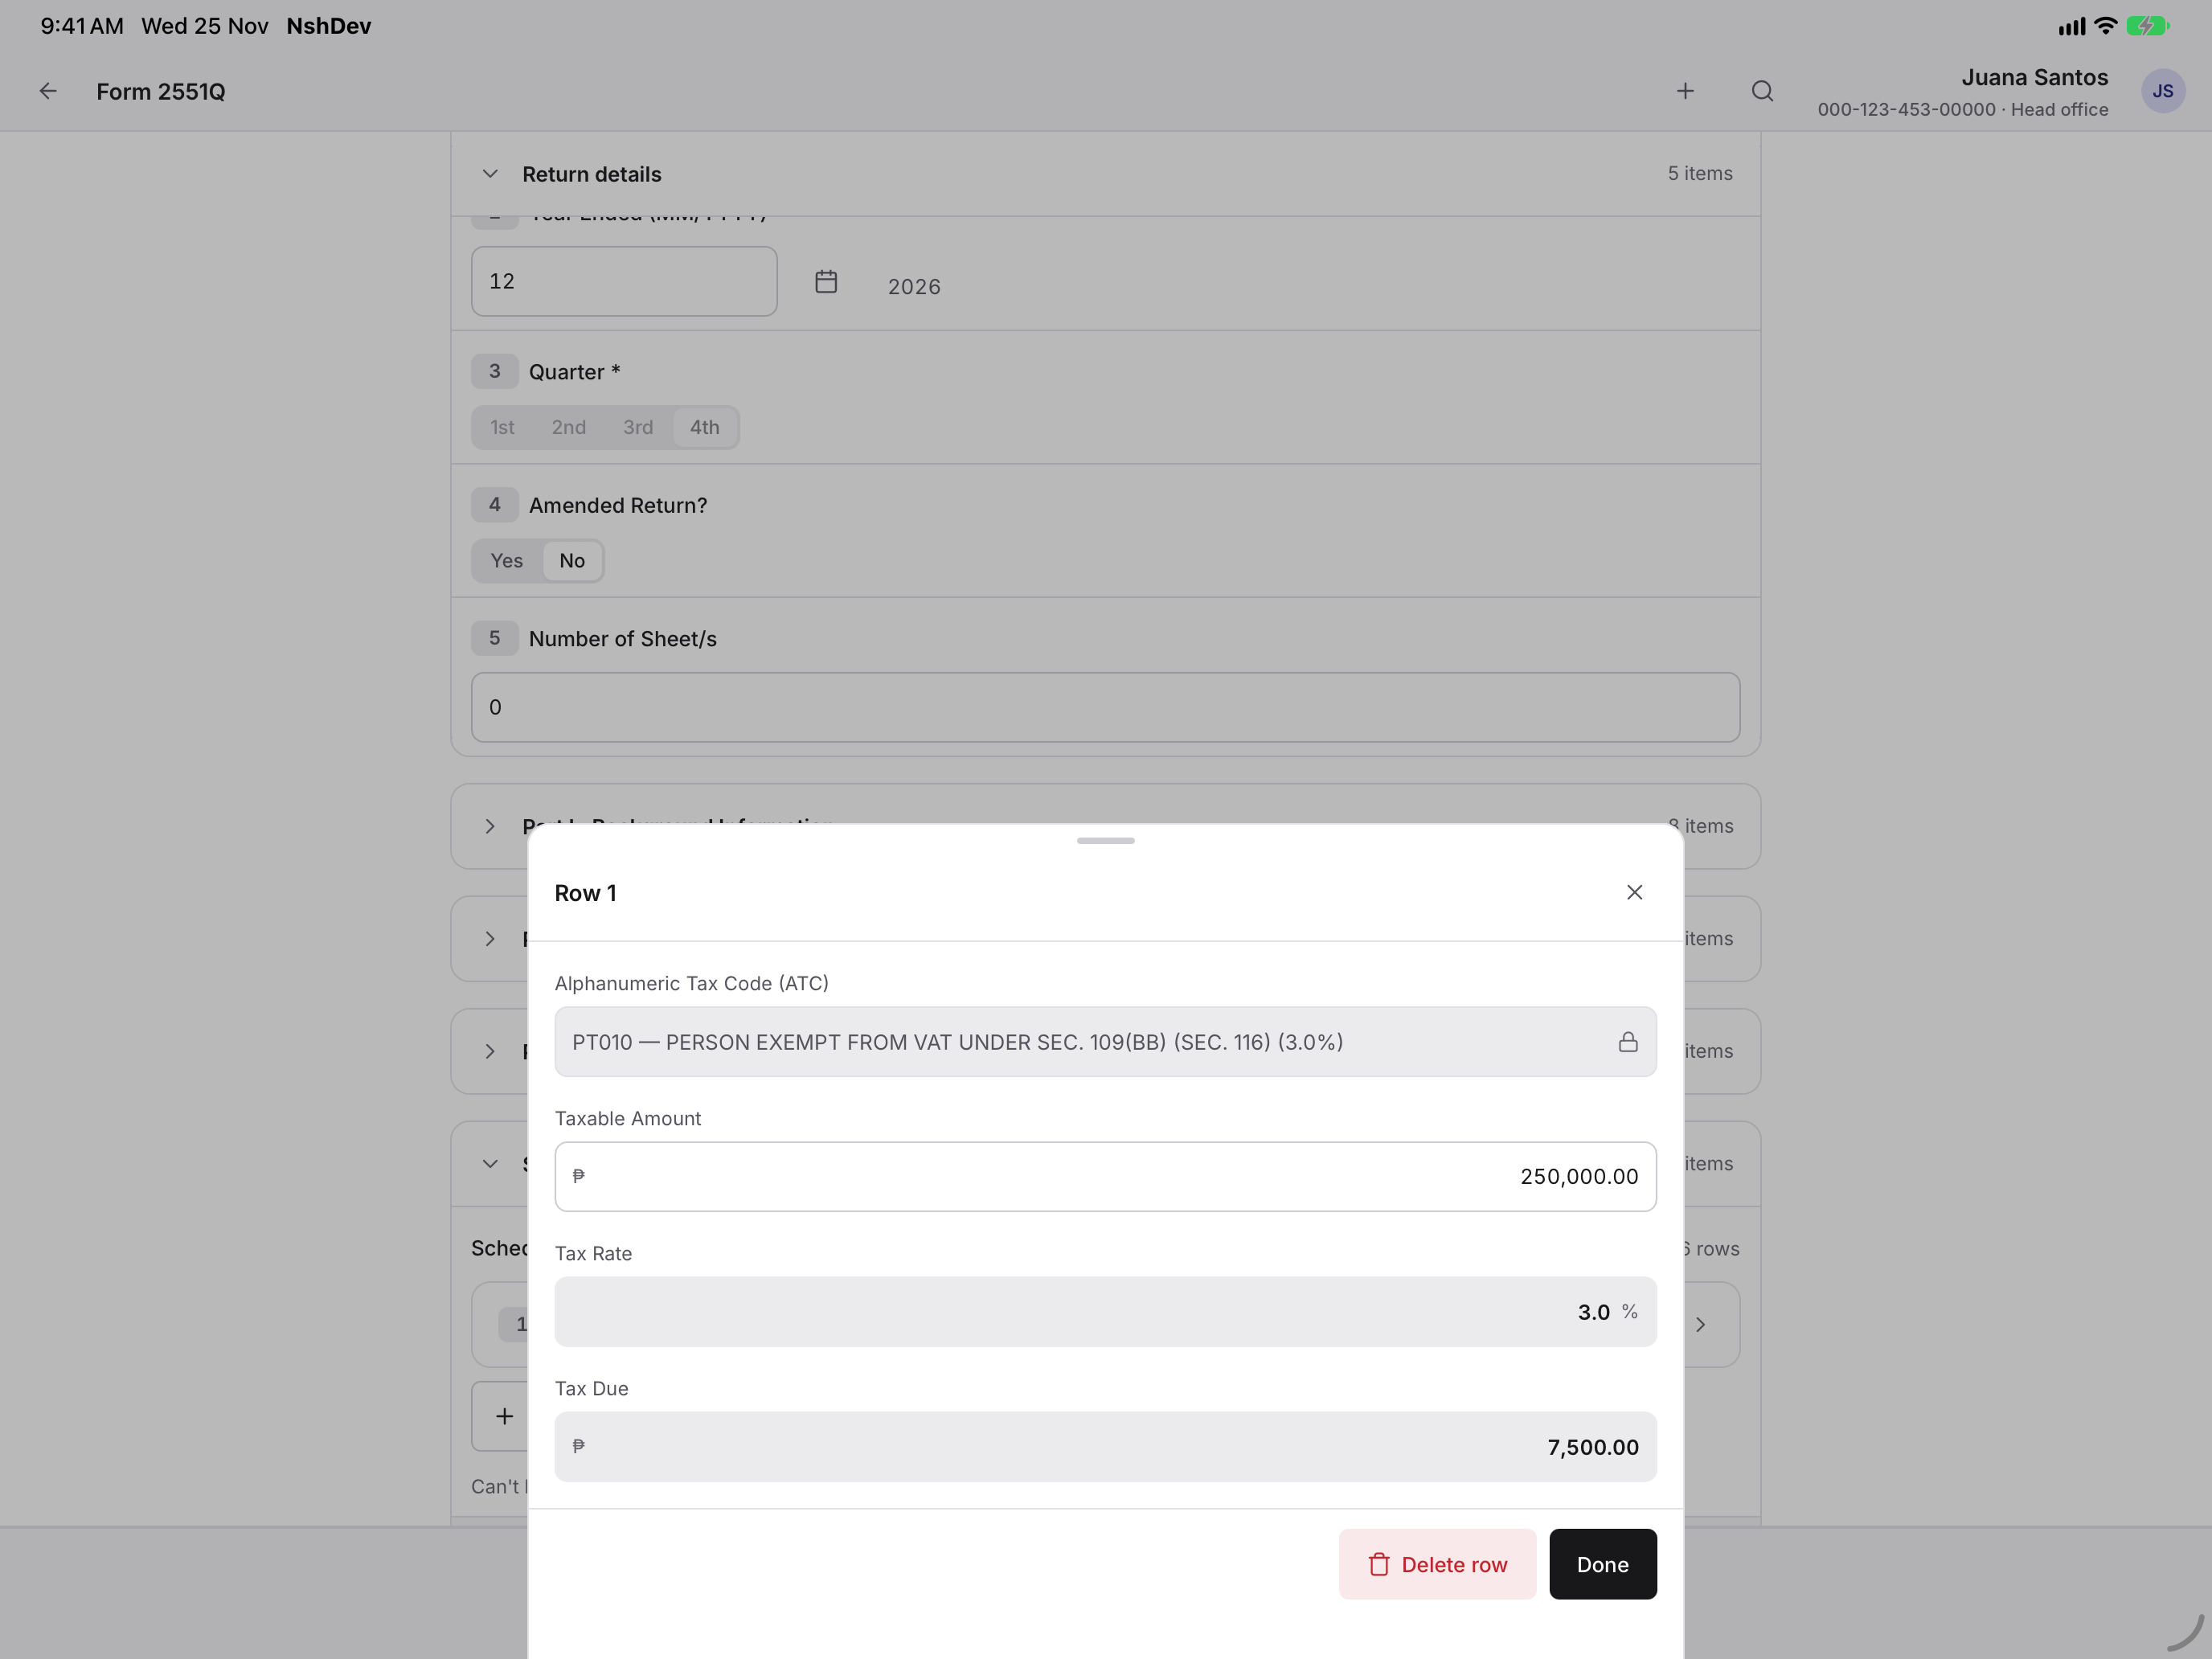 9:41 AM Wed 25 Nov NshDev
Form 2551Q
Juana Santos
000-123-453-00000 · Head office
JS
Return details
5 items
12
2026
3 Quarter *
1st 2nd 3rd 4th
4 Amended Return?
Yes No
5 Number of Sheet/s
0
8 items
items
items
items
rows
1
Can't
Row 1
Alphanumeric Tax Code (ATC)
PT010 — PERSON EXEMPT FROM VAT UNDER SEC. 109(BB) (SEC. 116) (3.0%)
Taxable Amount
₱ 250,000.00
Tax Rate
3.0 %
Tax Due
₱ 7,500.00
Delete row
Done